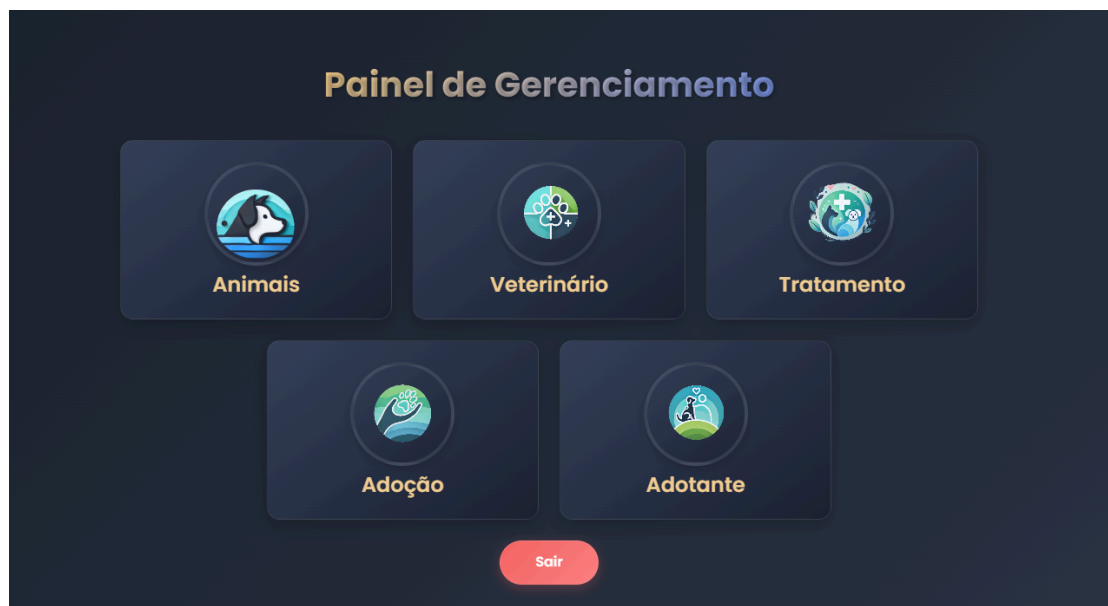 Painel de Gerenciamento
Animais
Veterinário
Tratamento
Adoção
Adotante
Sair